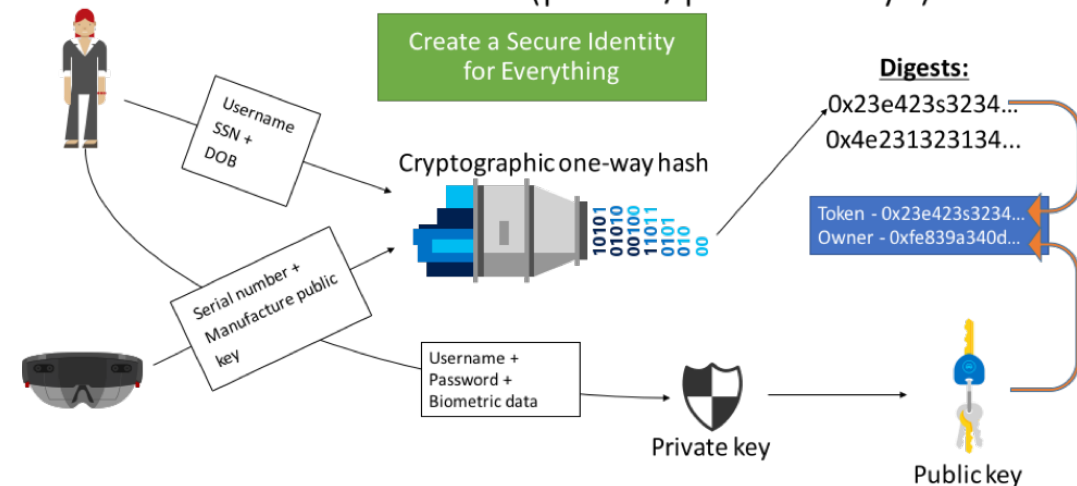 Create a Secure Identity
for Everything
Digests:
0x23e423s3234...
0x4e231323134...
Username
SSN +
DOB
Cryptographic one-way hash
10101
01010
00100
11011
0101
010
00
Token - 0x23e423s3234...
Owner - 0xfe839a340d...
Serial number +
Manufacture public
key
Username +
Password +
Biometric data
Private key
Public key